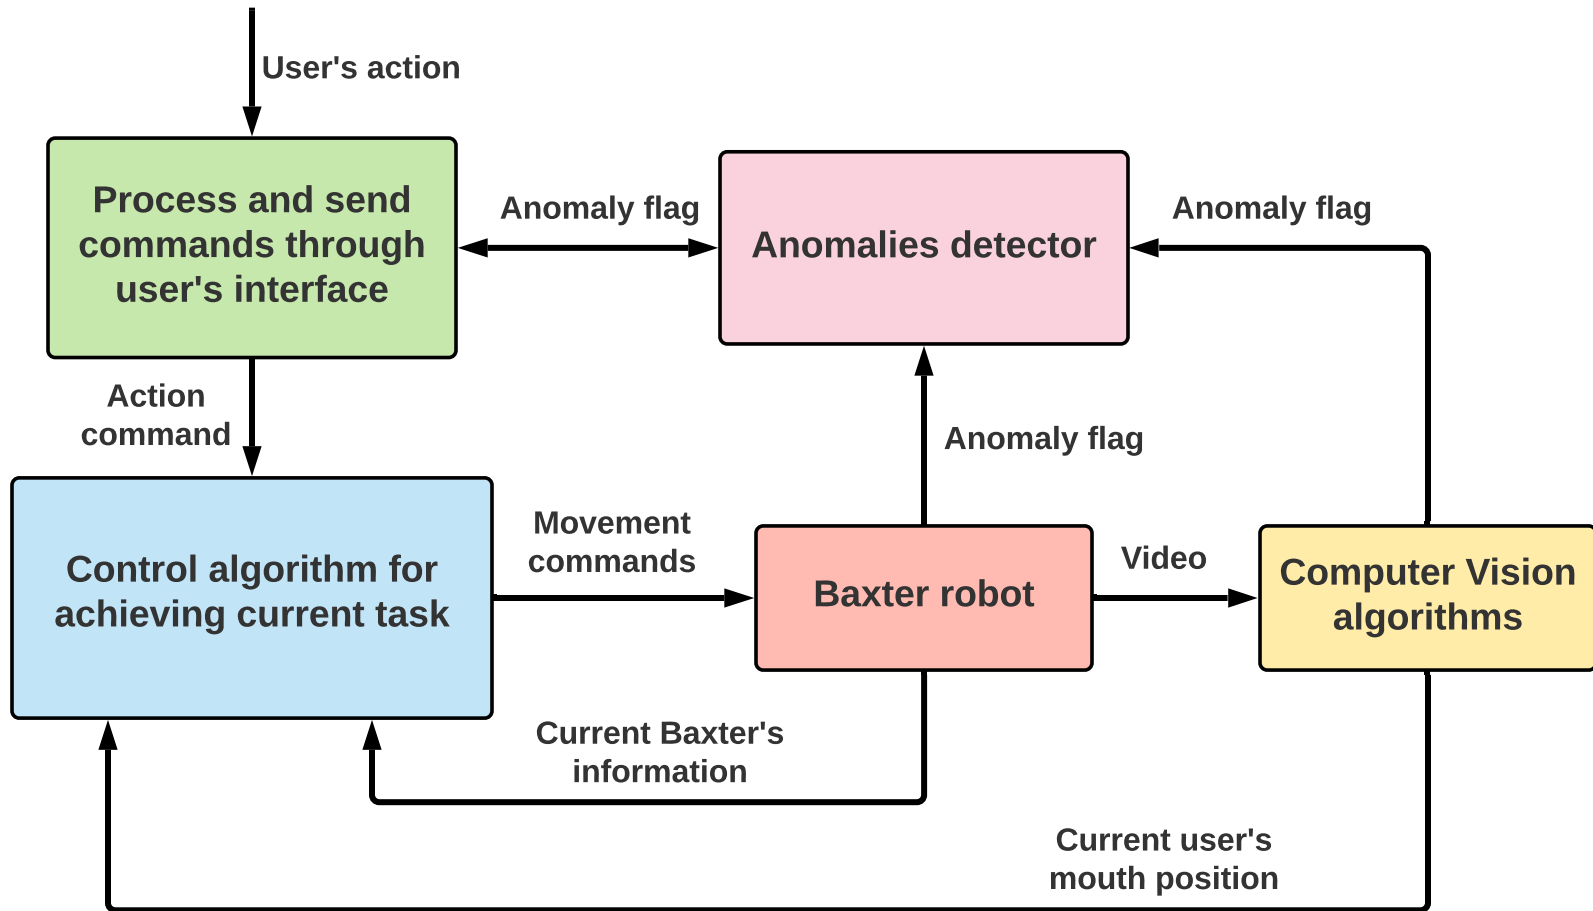 User's action
Process and send
commands through
user's interface
Anomaly flag
Anomalies detector
Anomaly flag
Action
command
Anomaly flag
Control algorithm for
achieving current task
Movement
commands
Baxter robot
Video
Computer Vision
algorithms
Current Baxter's
information
Current user's
mouth position